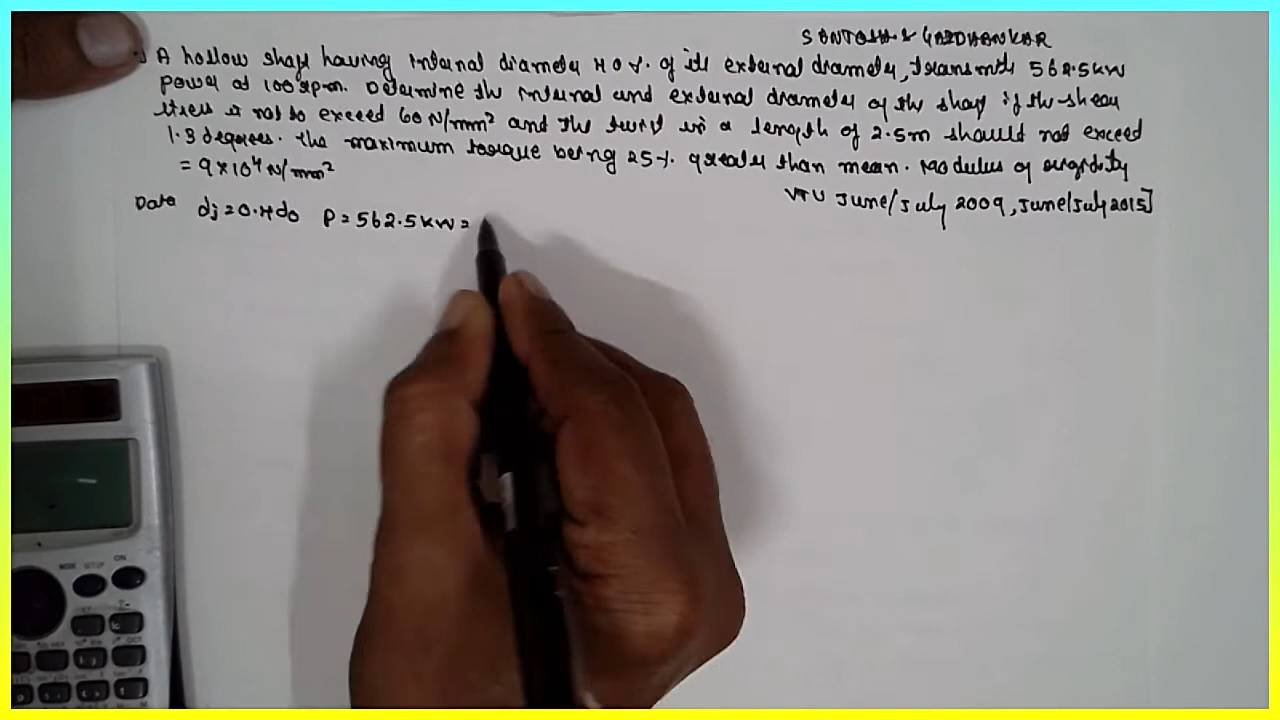 SANTOSH & GARDHANKAR
A hollow shaft having internal diameter 40 %. of its external diameter, transmits 562.5kW
power at 100 rpm. Determine the internal and external diameter of the shaft if the shear
stress is not to exceed 60 N/mm² and the twist in a length of 2.5m should not exceed
1.3 degrees. The maximum torque being 25%. greater than mean. Modulus of rigidity
= 9×10⁴ N/mm²
VTU June/July 2009, June/July 2015]
Data di = 0.4do P = 562.5kW =
MODE SETUP ON